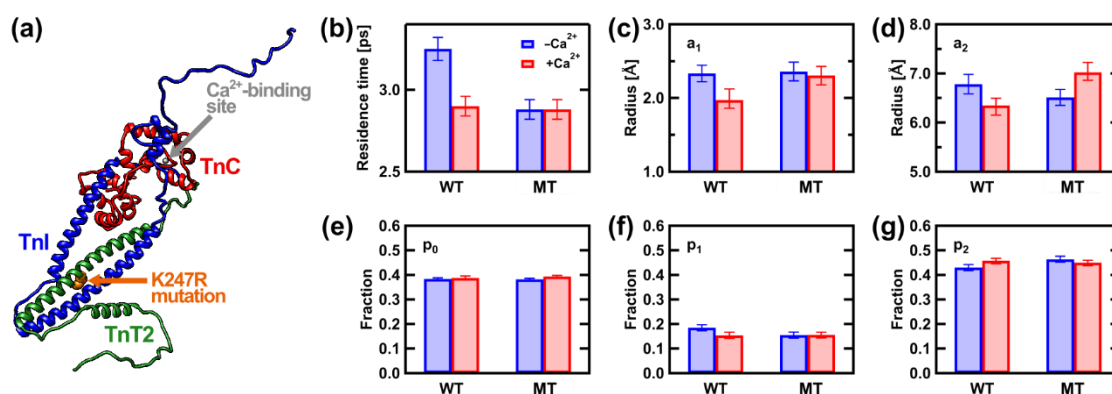 (a)
Ca²⁺-binding
site
TnC
TnI
K247R
mutation
TnT2
(b)
Residence time [ps]
3.0
2.5
−Ca²⁺
+Ca²⁺
WT
MT
(c)
a₁
Radius [Å]
3.0
2.0
1.0
WT
MT
(d)
a₂
Radius [Å]
8.0
7.0
6.0
5.0
WT
MT
(e)
p₀
Fraction
0.6
0.5
0.4
0.3
0.2
0.1
0.0
WT
MT
(f)
p₁
Fraction
0.6
0.5
0.4
0.3
0.2
0.1
0.0
WT
MT
(g)
p₂
Fraction
0.6
0.5
0.4
0.3
0.2
0.1
0.0
WT
MT